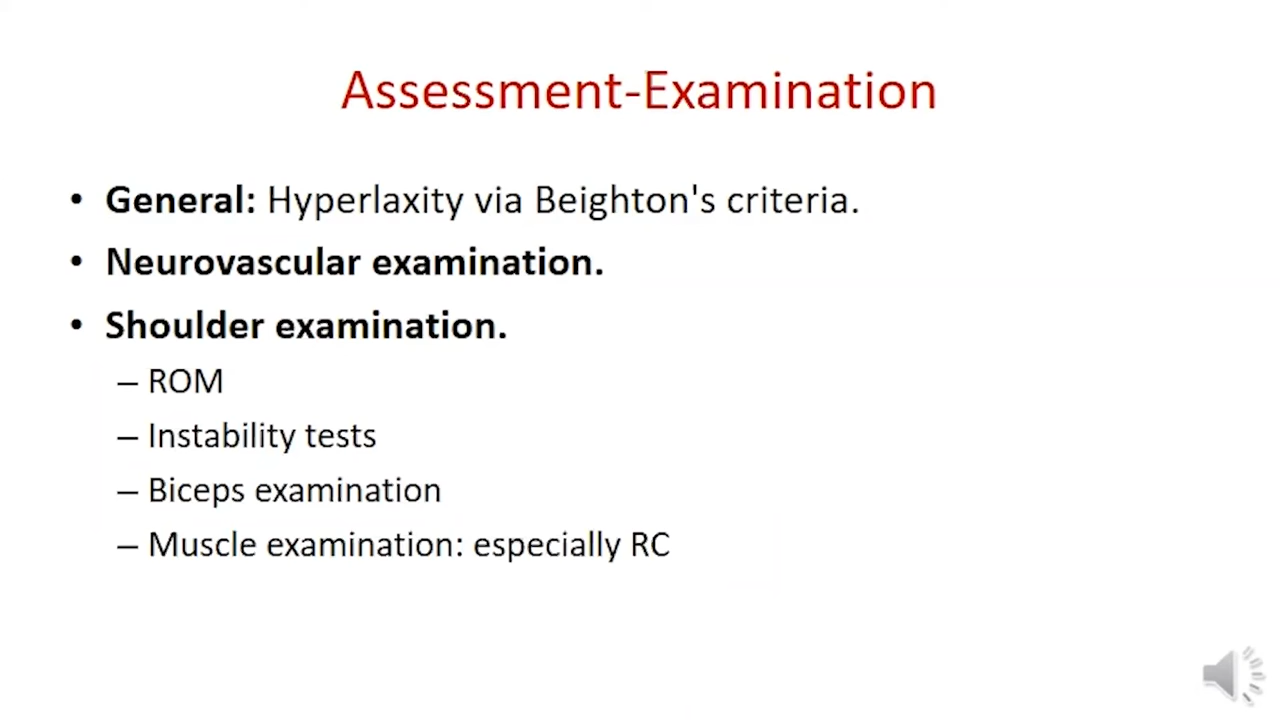 Assessment-Examination
• General: Hyperlaxity via Beighton's criteria.
• Neurovascular examination.
• Shoulder examination.
– ROM
– Instability tests
– Biceps examination
– Muscle examination: especially RC